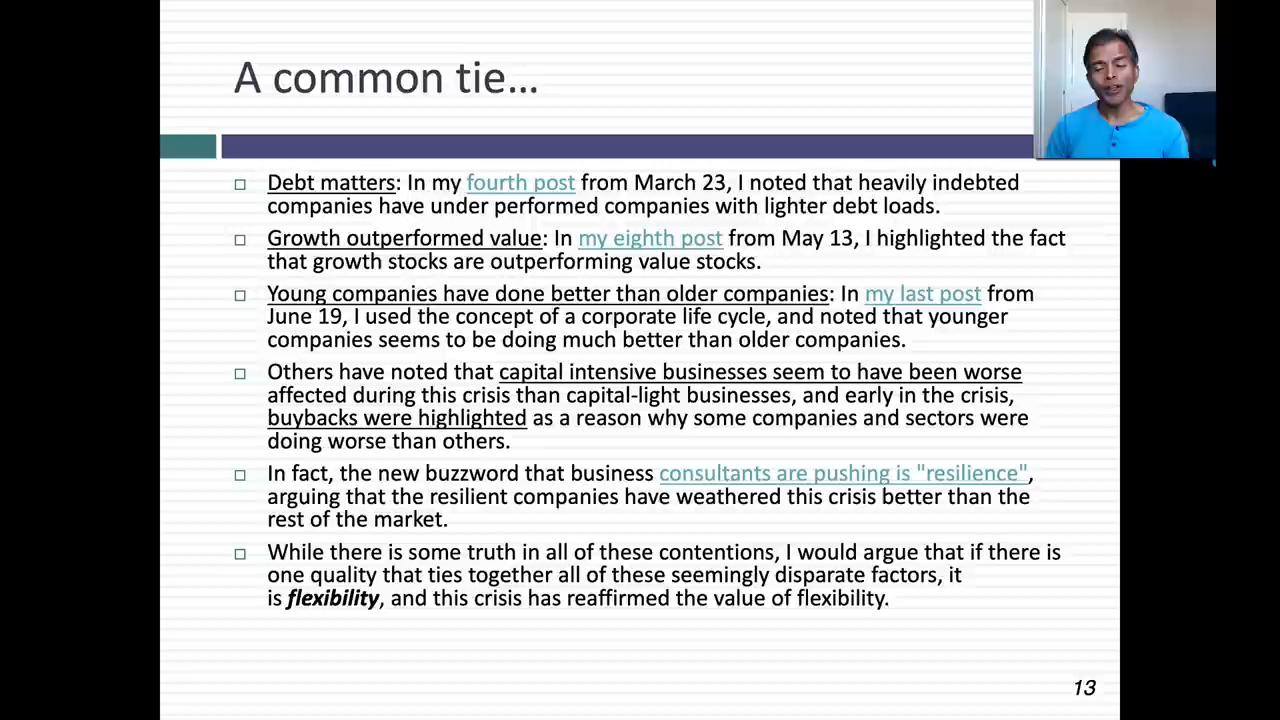 A common tie…
Debt matters: In my fourth post from March 23, I noted that heavily indebted
companies have under performed companies with lighter debt loads.
Growth outperformed value: In my eighth post from May 13, I highlighted the fact
that growth stocks are outperforming value stocks.
Young companies have done better than older companies: In my last post from
June 19, I used the concept of a corporate life cycle, and noted that younger
companies seems to be doing much better than older companies.
Others have noted that capital intensive businesses seem to have been worse
affected during this crisis than capital-light businesses, and early in the crisis,
buybacks were highlighted as a reason why some companies and sectors were
doing worse than others.
In fact, the new buzzword that business consultants are pushing is "resilience",
arguing that the resilient companies have weathered this crisis better than the
rest of the market.
While there is some truth in all of these contentions, I would argue that if there is
one quality that ties together all of these seemingly disparate factors, it
is flexibility, and this crisis has reaffirmed the value of flexibility.
13